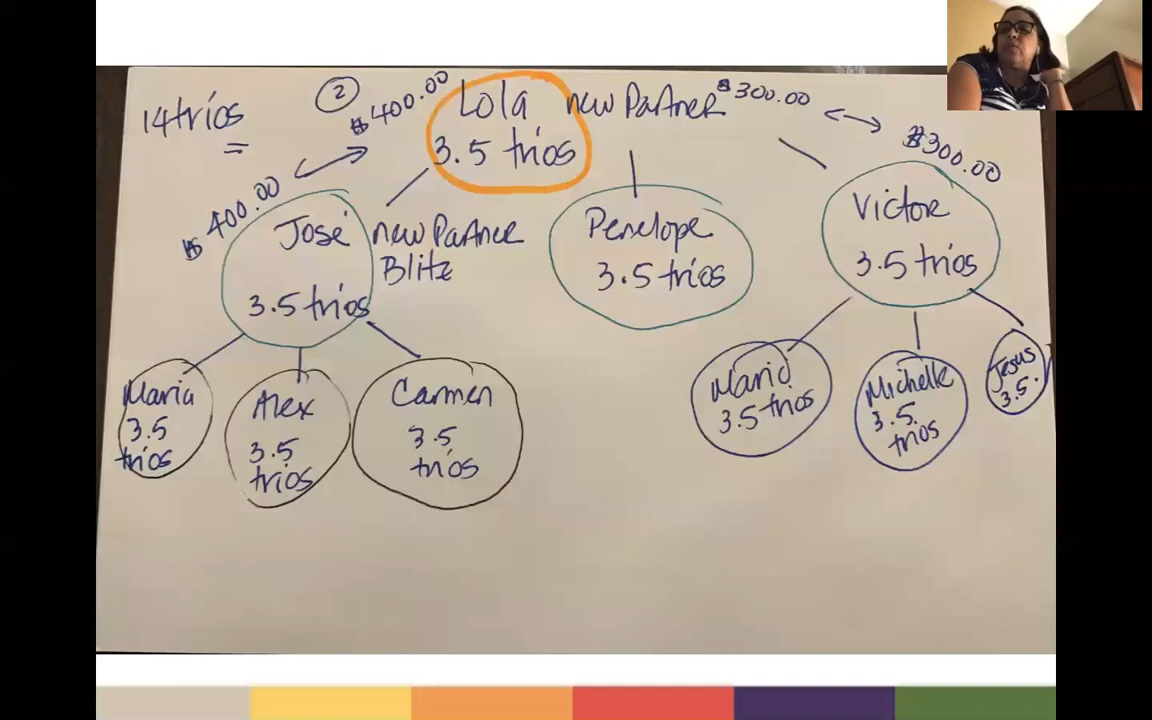 14 trios
2
$400.00
Lola new Partner
3.5 trios
$300.00
$300.00
$400.00
José new Partner
Blitz
3.5 trios
Penelope
3.5 trios
Victor
3.5 trios
Maria
3.5
trios
Alex
3.5
trios
Carmen
3.5
trios
Mario
3.5 trios
Michelle
3.5.
trios
Jesus
3.5.